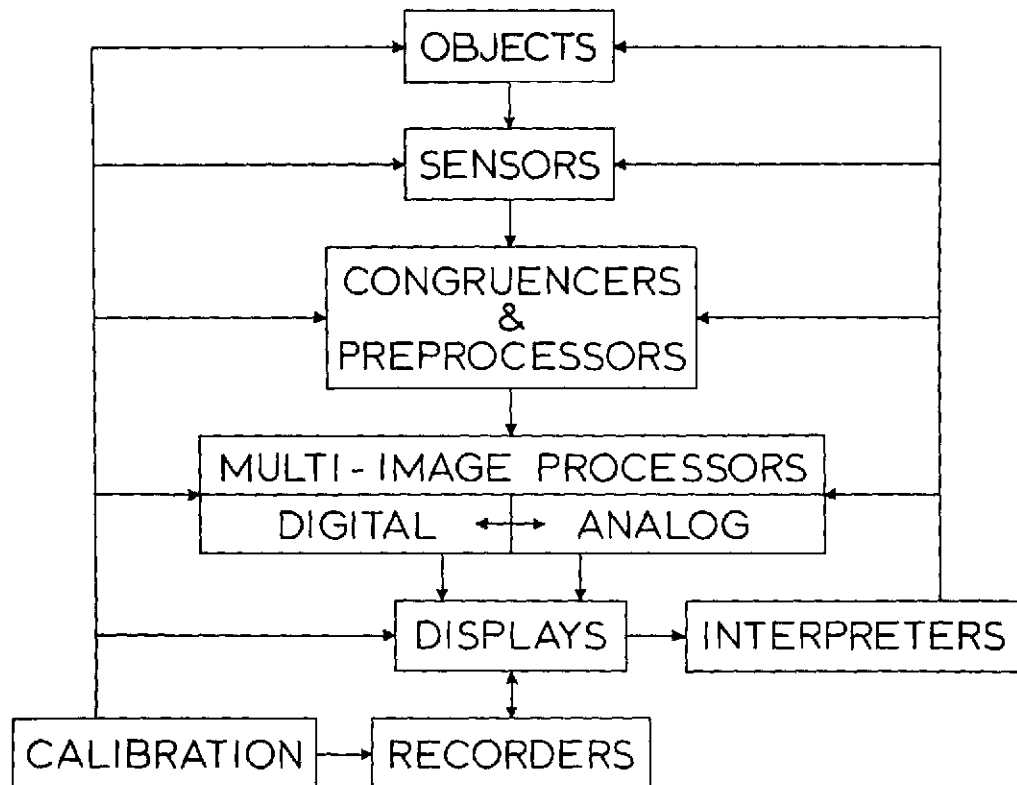 OBJECTS
SENSORS
CONGRUENCERS
&
PREPROCESSORS
MULTI-IMAGE PROCESSORS
DIGITAL
ANALOG
DISPLAYS
INTERPRETERS
CALIBRATION
RECORDERS